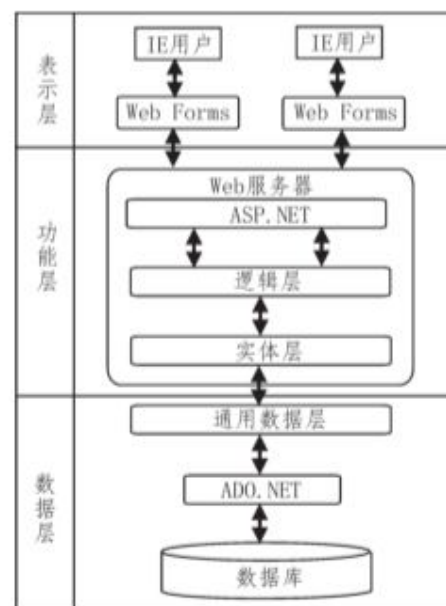 表示层
IE用户
IE用户
Web Forms
Web Forms
功能层
Web服务器
ASP.NET
逻辑层
实体层
数据层
通用数据层
ADO.NET
数据库